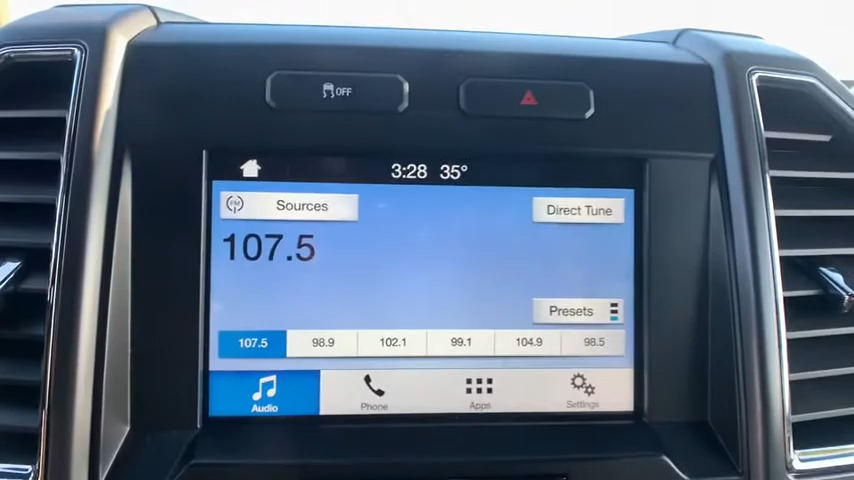 OFF
3:28 35°
FM Sources
Direct Tune
107.5
Presets
107.5 98.9 102.1 99.1 104.9 98.5
Audio Phone Apps Settings